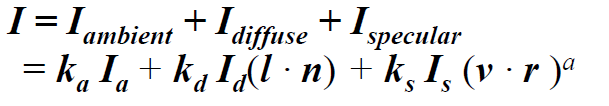 I = I_ambient + I_diffuse + I_specular
= k_a I_a + k_d I_d(l · n) + k_s I_s (v · r )^a